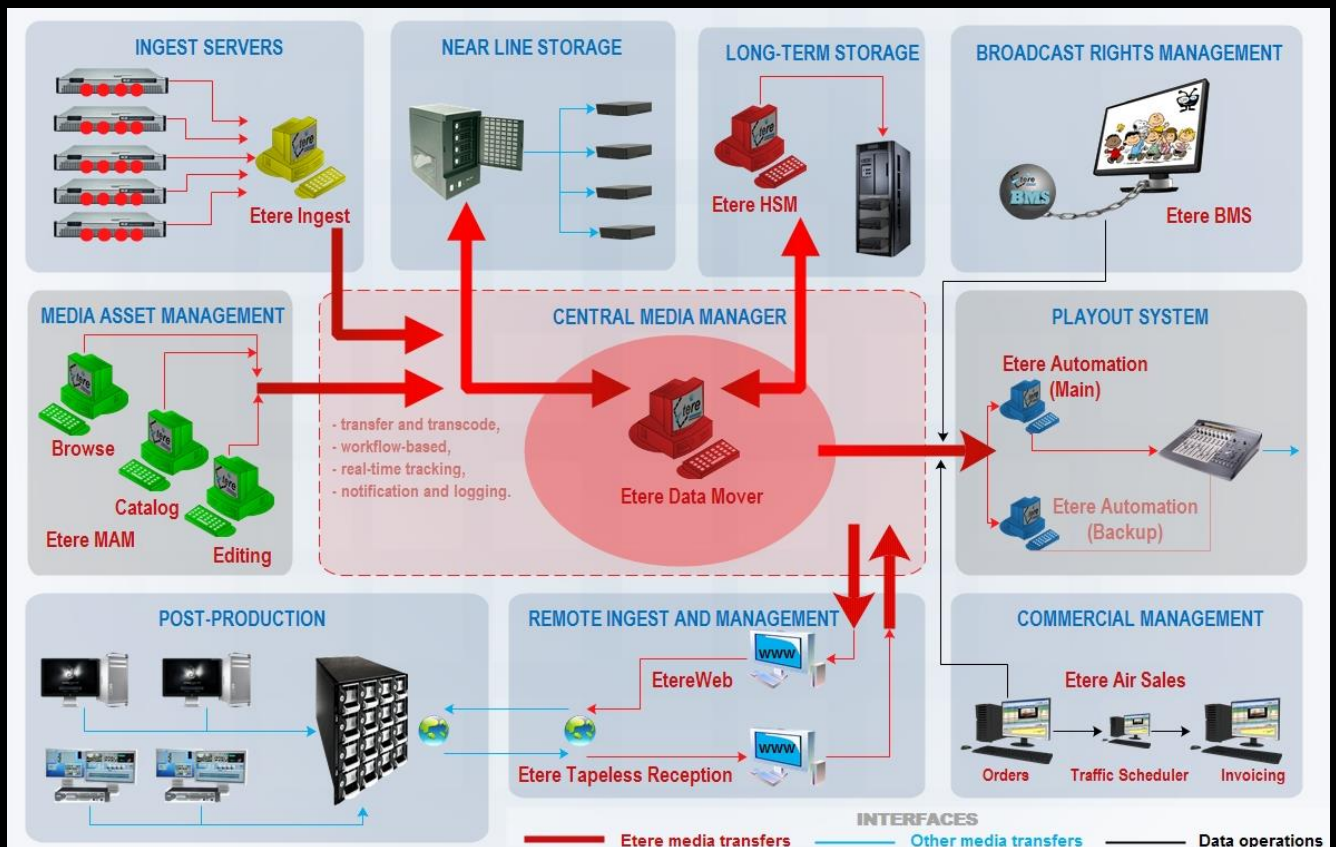 INGEST SERVERS
Etere Ingest
NEAR LINE STORAGE
LONG-TERM STORAGE
Etere HSM
BROADCAST RIGHTS MANAGEMENT
BMS
Etere BMS
MEDIA ASSET MANAGEMENT
Browse
Catalog
Etere MAM
Editing
CENTRAL MEDIA MANAGER
- transfer and transcode,
- workflow-based,
- real-time tracking,
- notification and logging.
Etere Data Mover
PLAYOUT SYSTEM
Etere Automation
(Main)
Etere Automation
(Backup)
POST-PRODUCTION
REMOTE INGEST AND MANAGEMENT
www
EtereWeb
www
Etere Tapeless Reception
COMMERCIAL MANAGEMENT
Etere Air Sales
Orders
Traffic Scheduler
Invoicing
INTERFACES
Etere media transfers
Other media transfers
Data operations